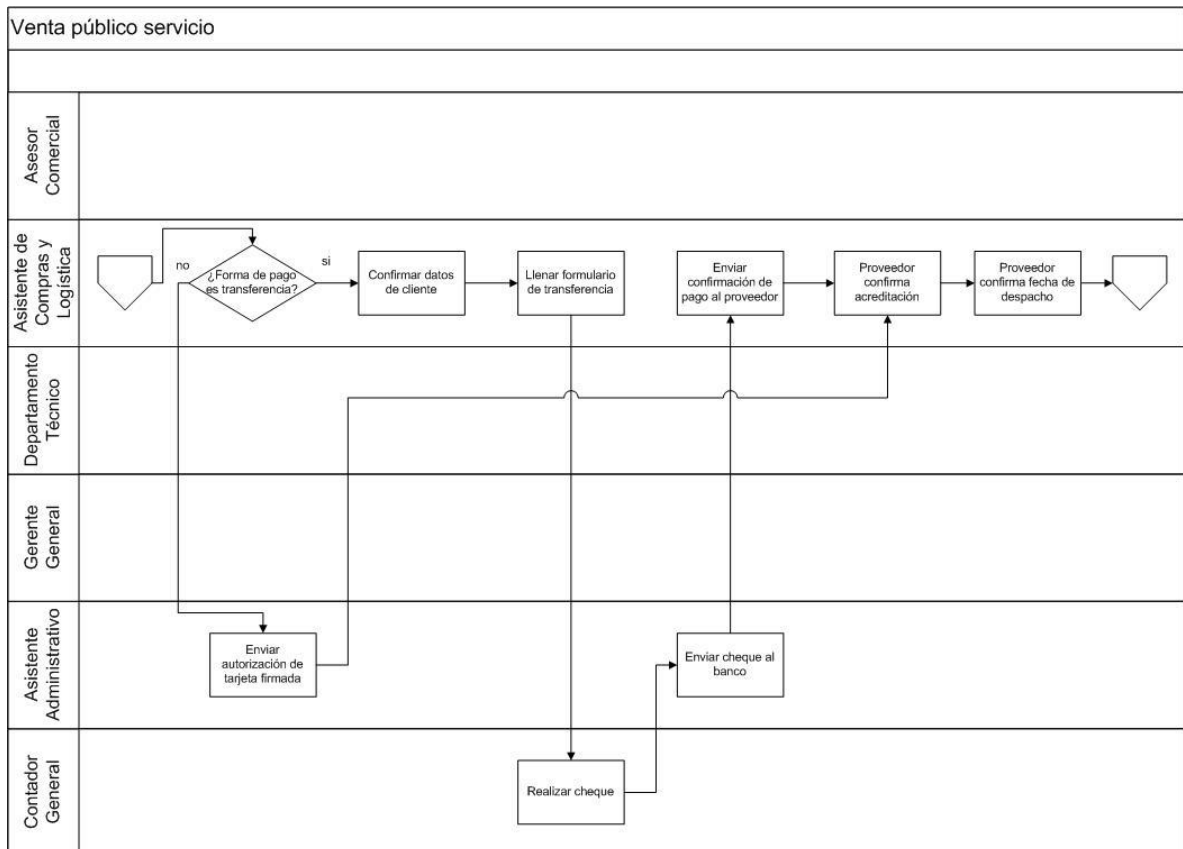 Venta público servicio
Asesor
Comercial
Asistente de
Compras y
Logística
no
¿Forma de pago
es transferencia?
si
Confirmar datos
de cliente
Llenar formulario
de transferencia
Enviar
confirmación de
pago al proveedor
Proveedor
confirma
acreditación
Proveedor
confirma fecha de
despacho
Departamento
Técnico
Gerente
General
Asistente
Administrativo
Enviar
autorización de
tarjeta firmada
Enviar cheque al
banco
Contador
General
Realizar cheque